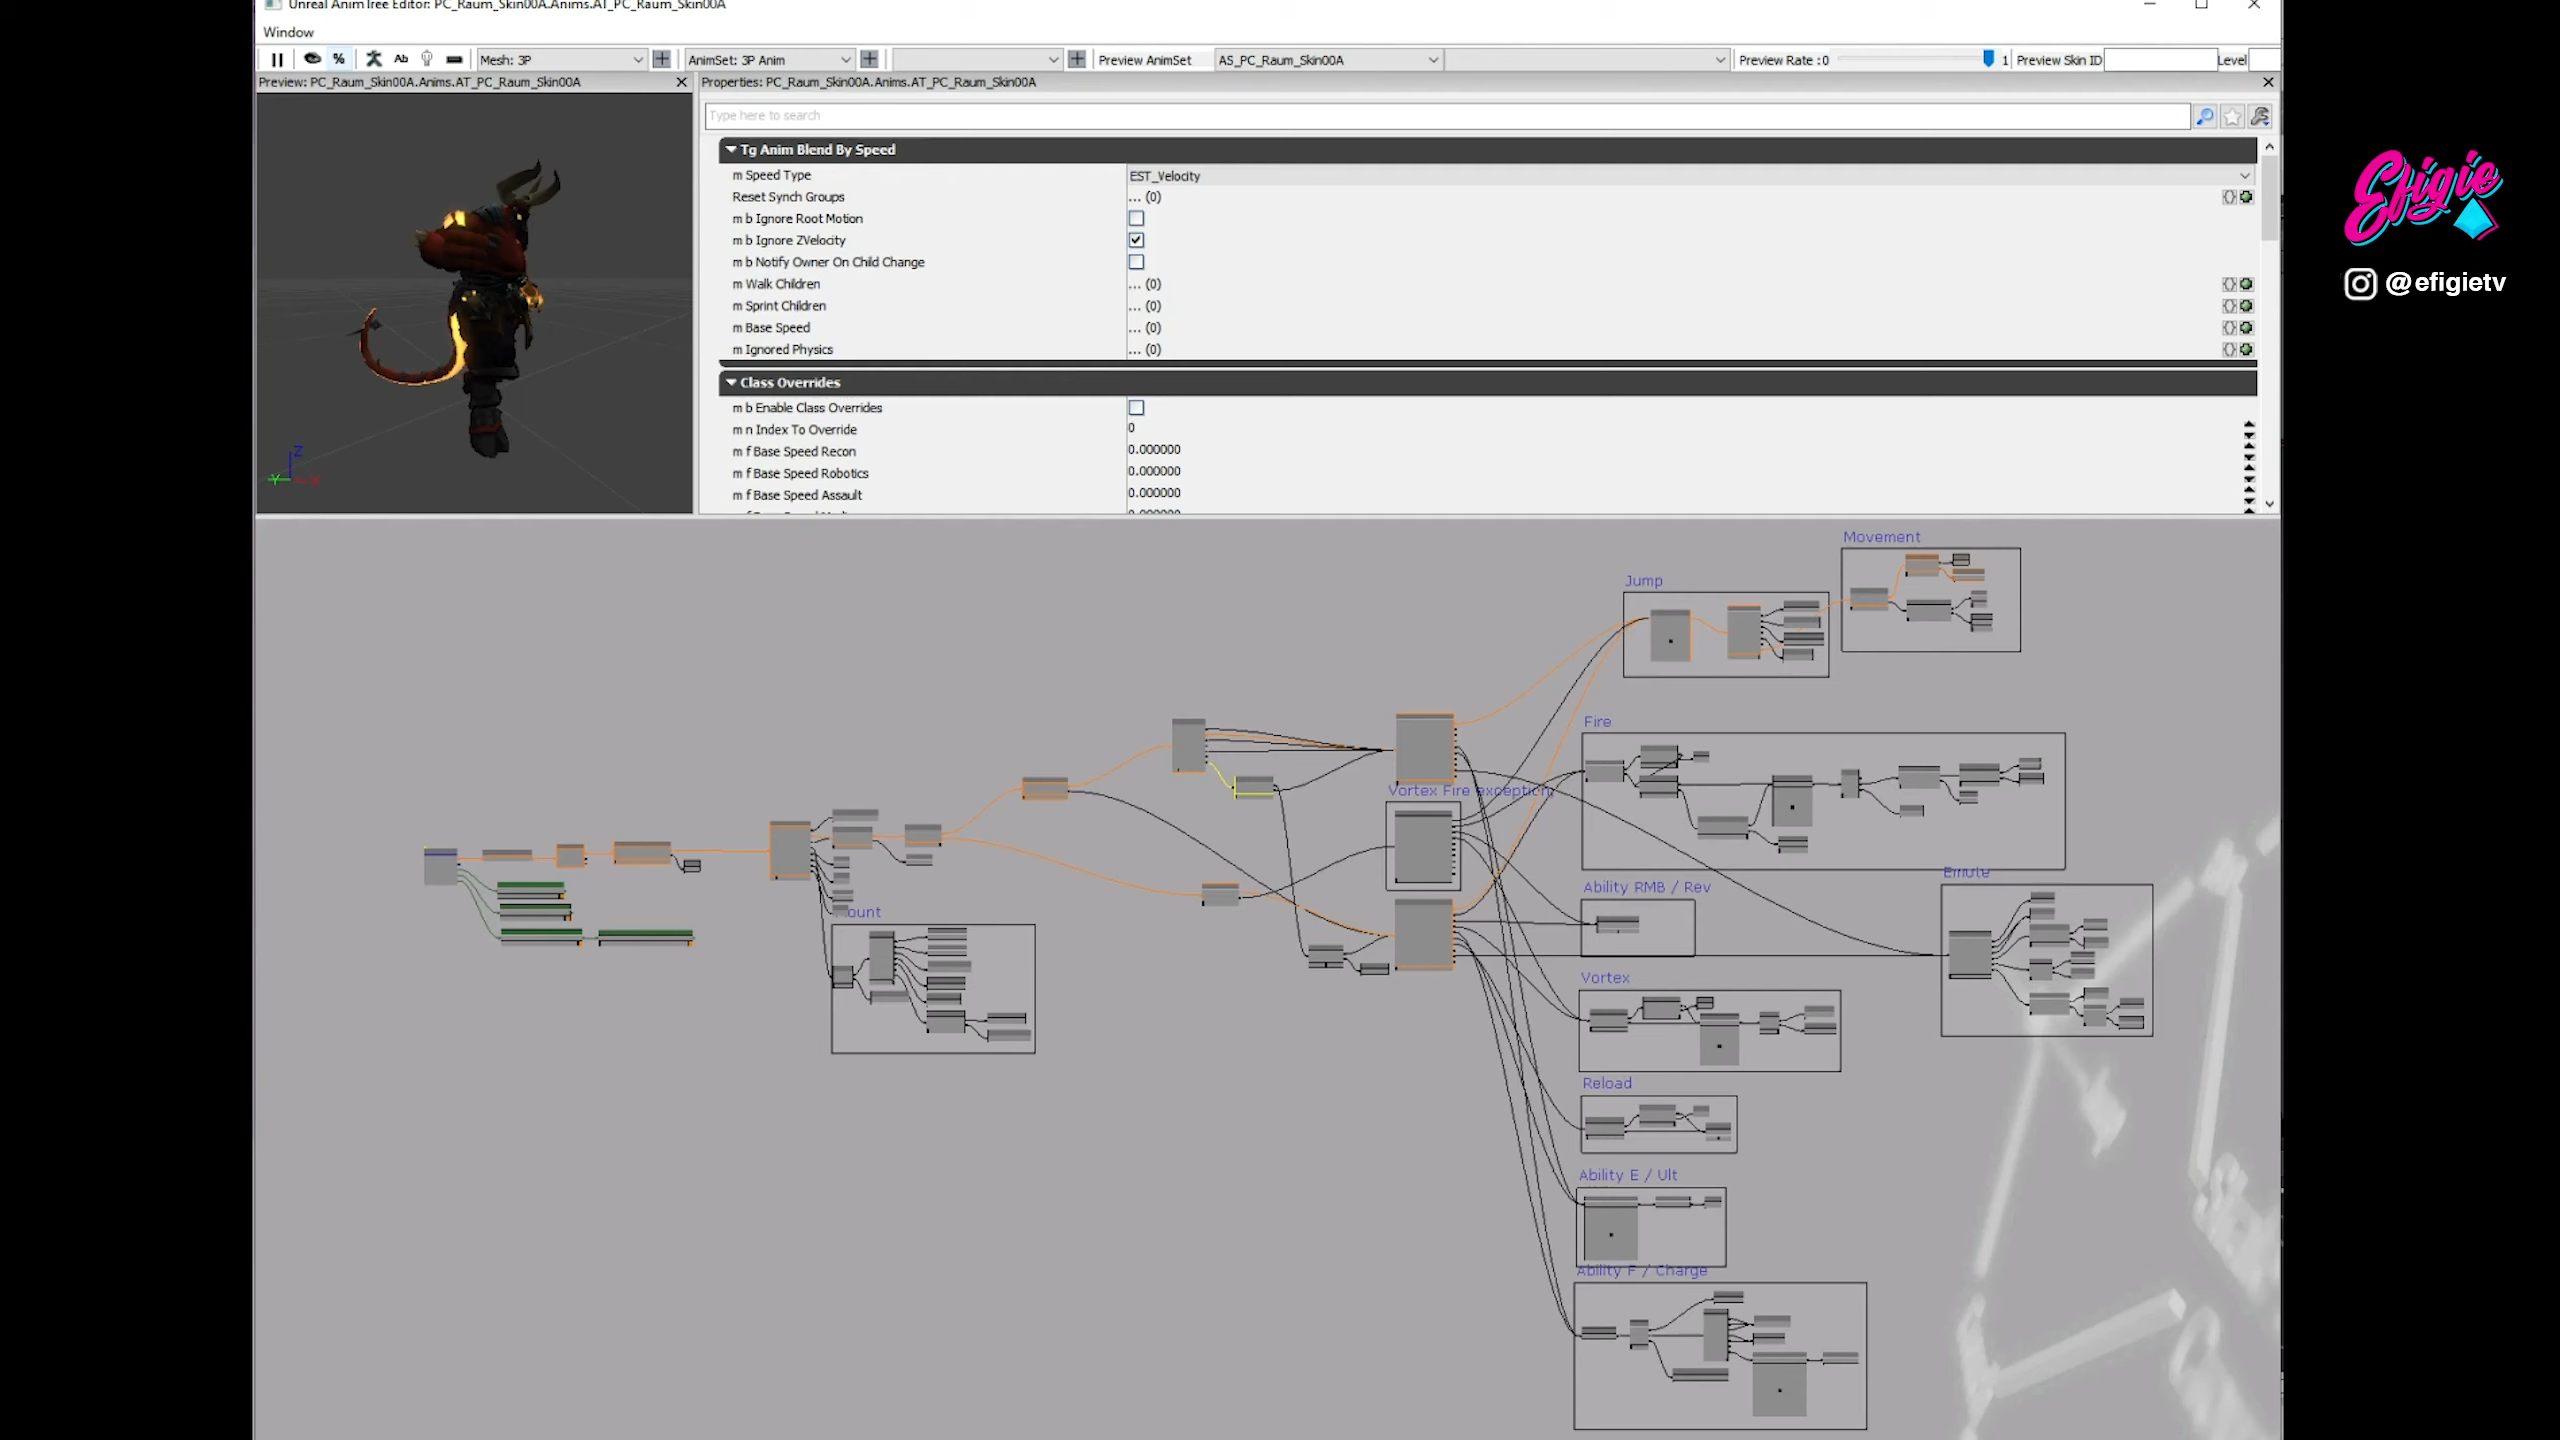 Unreal AnimTree Editor: PC_Raum_Skin00A.Anims.AT_PC_Raum_Skin00A
Window
% Ab Mesh: 3P AnimSet: 3P Anim Preview AnimSet AS_PC_Raum_Skin00A Preview Rate :0 1 Preview Skin ID Level
Preview: PC_Raum_Skin00A.Anims.AT_PC_Raum_Skin00A
Properties: PC_Raum_Skin00A.Anims.AT_PC_Raum_Skin00A
Type here to search
Tg Anim Blend By Speed
m Speed Type EST_Velocity
Reset Synch Groups ... (0)
m b Ignore Root Motion
m b Ignore ZVelocity
m b Notify Owner On Child Change
m Walk Children ... (0)
m Sprint Children ... (0)
m Base Speed ... (0)
m Ignored Physics ... (0)
Class Overrides
m b Enable Class Overrides
m n Index To Override 0
m f Base Speed Recon 0.000000
m f Base Speed Robotics 0.000000
m f Base Speed Assault 0.000000
Z
Y
Efigie
@efigietv
Movement
Jump
Fire
Vortex Fire exception
Emote
Ability RMB / Rev
ount
Vortex
Reload
Ability E / Ult
Ability F / Charge